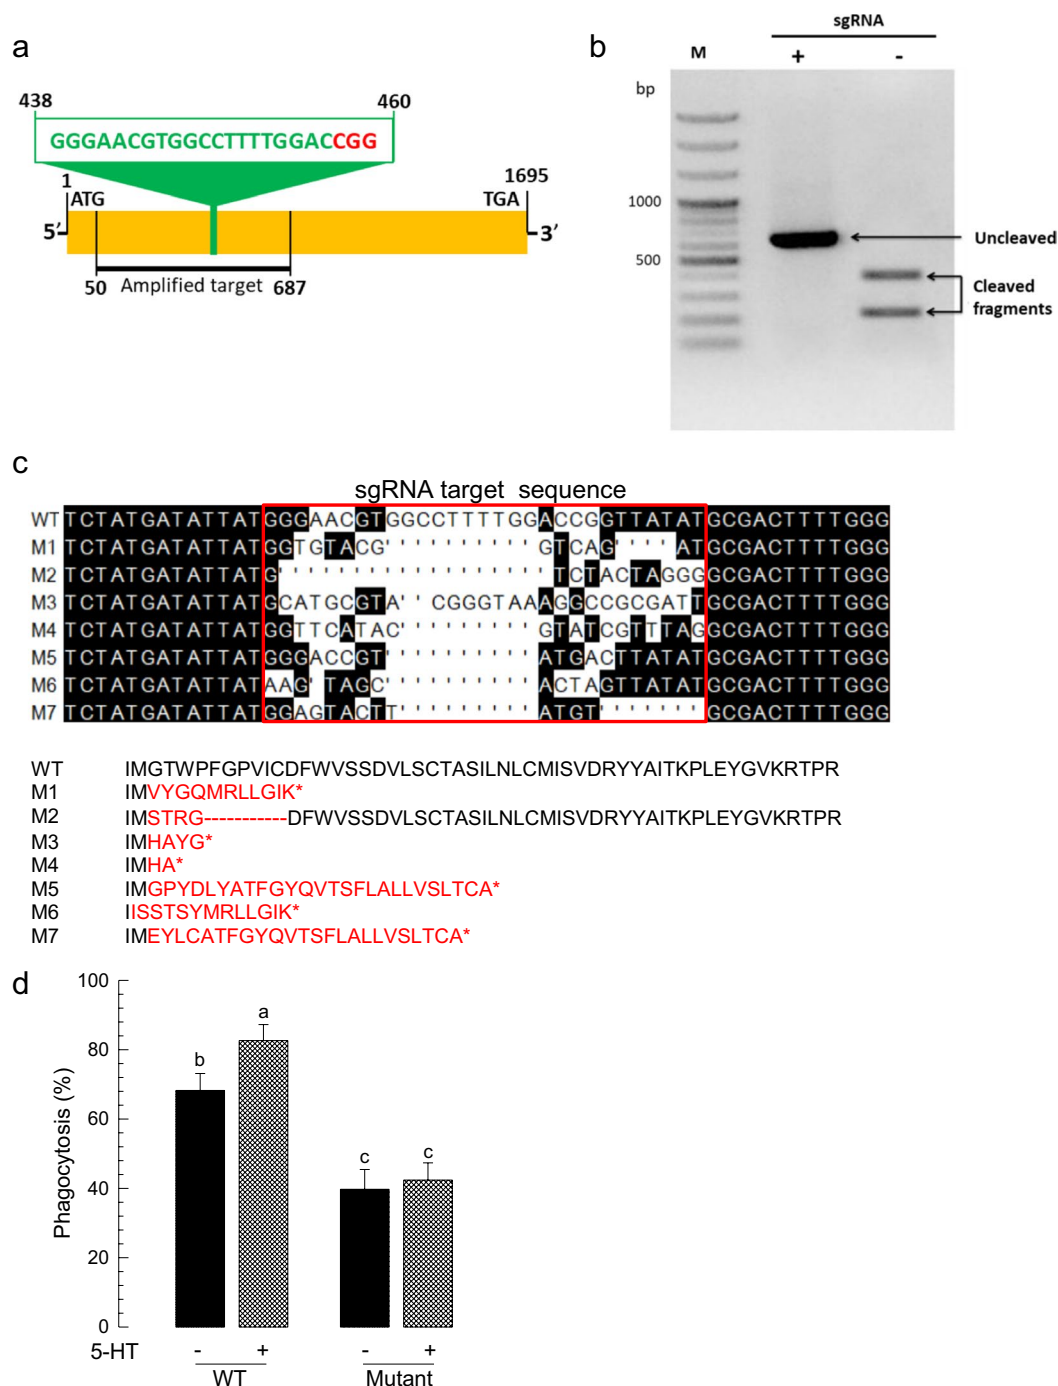 a
438
460
GGGAACGTGGCCTTTTGGACCGG
1
ATG
TGA
1695
5′
3′
50
Amplified target
687
b
sgRNA
M
+
-
bp
1000
500
Uncleaved
Cleaved
fragments
c
sgRNA target sequence
WT TCTATGATATTATGGGAACGTGGCCTTTTGGACCGGTTATATGCGACTTTTGGG
M1 TCTATGATATTATGGTGTACG''''''''''GTCAG''''ATGCGACTTTTGGG
M2 TCTATGATATTATG''''''''''''''''''TCTACTAGGGGCGACTTTTGGG
M3 TCTATGATATTATGCATGCGTA''CGGGTAAAGGCCGCGATTGCGACTTTTGGG
M4 TCTATGATATTATGGTTCATAC'''''''''GTATCGTTTAGGCGACTTTTGGG
M5 TCTATGATATTATGGGACCGT''''''''''ATGACTTATATGCGACTTTTGGG
M6 TCTATGATATTATAAG'TAGC''''''''''ACTAGTTATATGCGACTTTTGGG
M7 TCTATGATATTATGGAGTACTT'''''''''ATGT'''''''GCGACTTTTGGG
WT IMGTWPFGPVICDFWVSSDVLSCTASILNLCMISVDRYYAITKPLEYGVKRTPR
M1 IMVYGQMRLLGIK*
M2 IMSTRG-----------DFWVSSDVLSCTASILNLCMISVDRYYAITKPLEYGVKRTPR
M3 IMHAYG*
M4 IMHA*
M5 IMGPYDLYATFGYQVTSFLALLVSLTCA*
M6 IISSTSYMRLLGIK*
M7 IMEYLCATFGYQVTSFLALLVSLTCA*
d
Phagocytosis (%)
100
80
60
40
20
0
b
a
c
c
5-HT
-
+
-
+
WT
Mutant